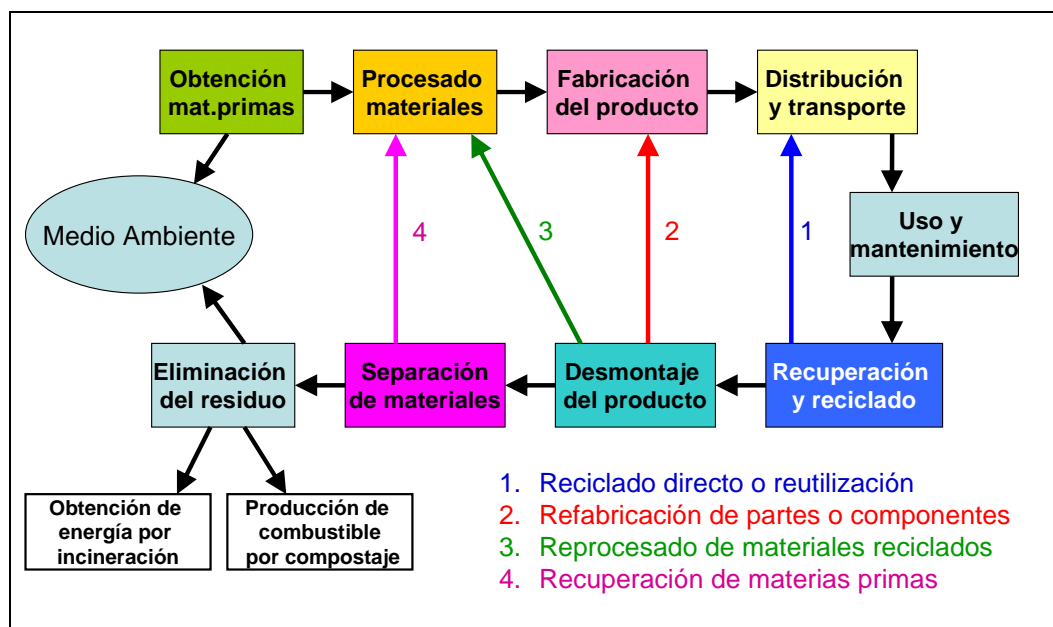 Obtención
mat.primas
Procesado
materiales
Fabricación
del producto
Distribución
y transporte
Medio Ambiente
4
3
2
1
Uso y
mantenimiento
Eliminación
del residuo
Separación
de materiales
Desmontaje
del producto
Recuperación
y reciclado
Obtención de
energía por
incineración
Producción de
combustible
por compostaje
1. Reciclado directo o reutilización
2. Refabricación de partes o componentes
3. Reprocesado de materiales reciclados
4. Recuperación de materias primas